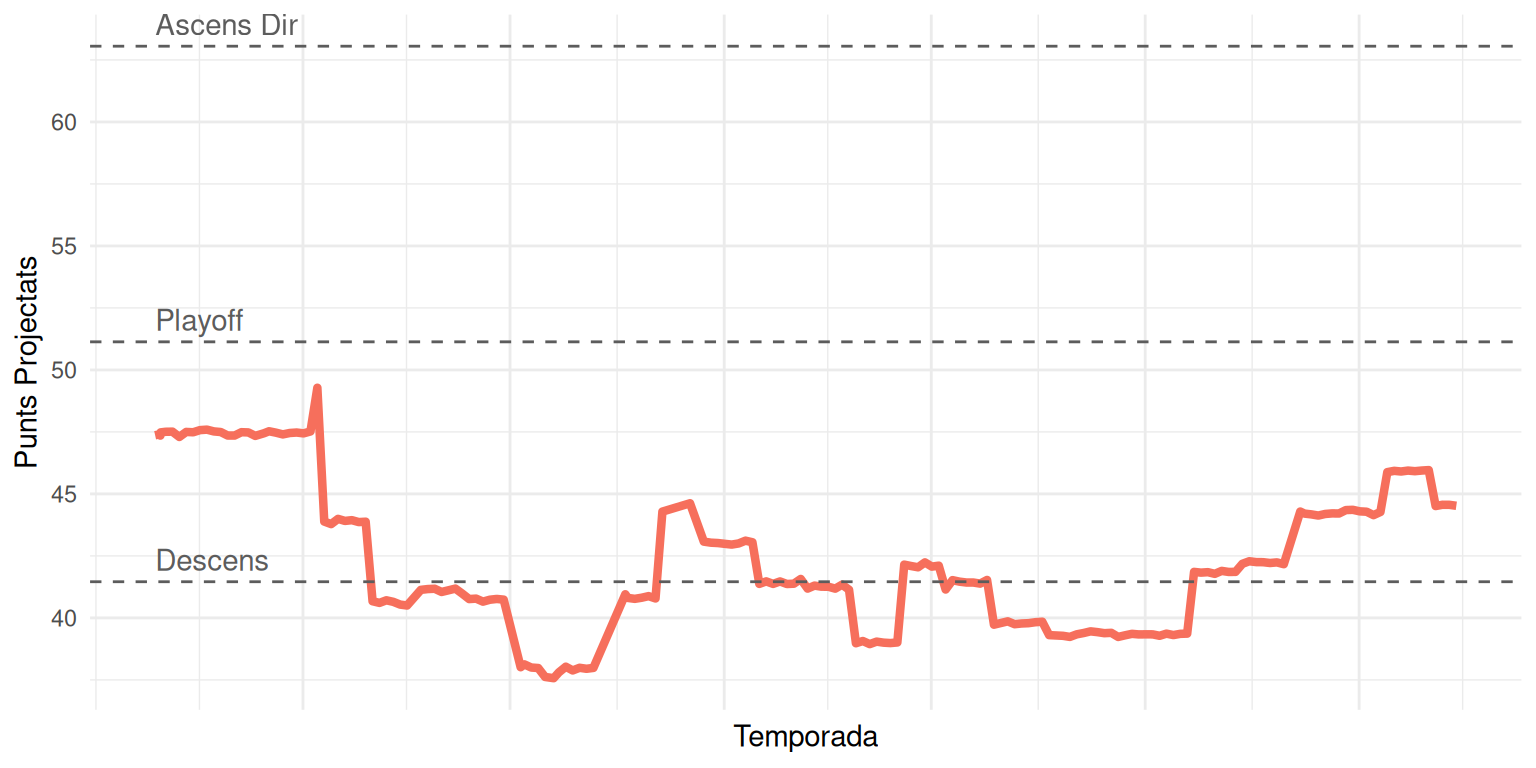 Ascens Dir
60
55
Playoff
50
45
Descens
40
Punts Projectats
Temporada